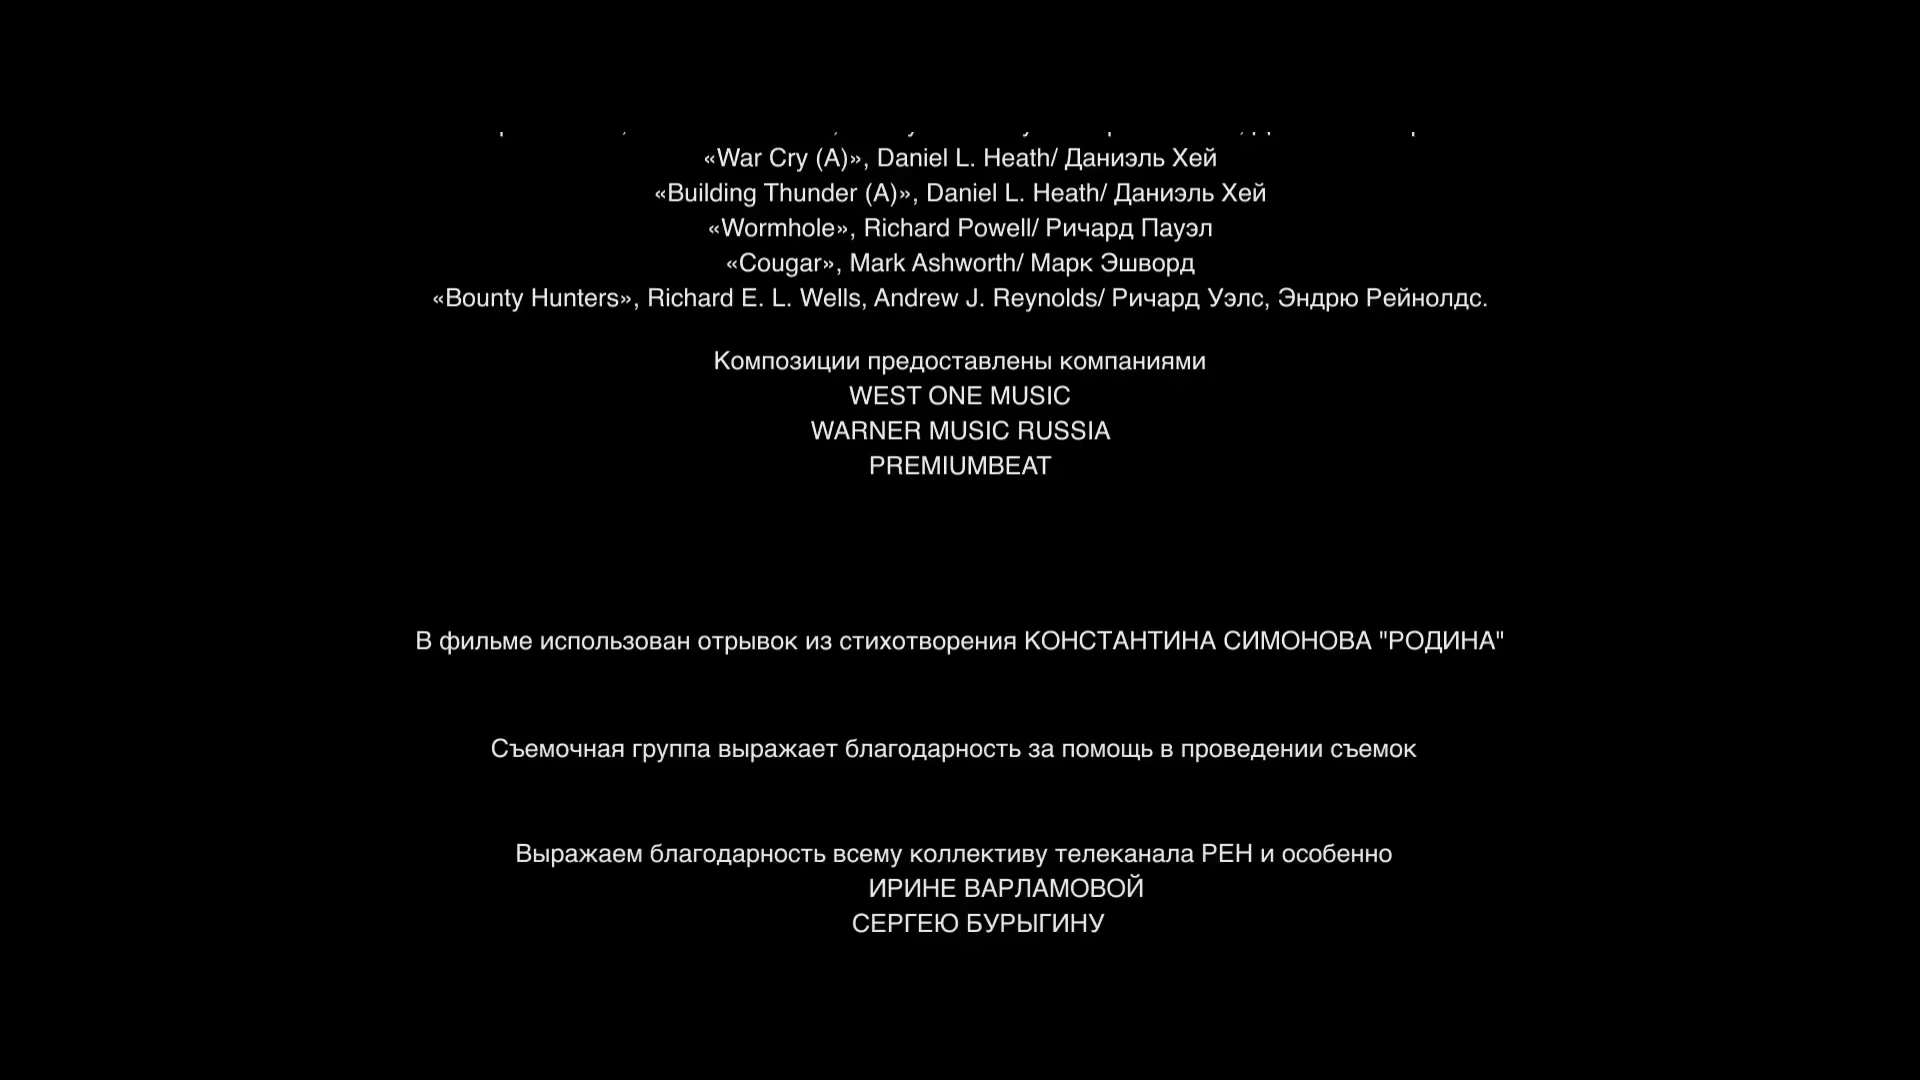 «War Cry (A)», Daniel L. Heath/ Даниэль Хей
«Building Thunder (A)», Daniel L. Heath/ Даниэль Хей
«Wormhole», Richard Powell/ Ричард Пауэл
«Cougar», Mark Ashworth/ Марк Эшворд
«Bounty Hunters», Richard E. L. Wells, Andrew J. Reynolds/ Ричард Уэлс, Эндрю Рейнолдс.
Композиции предоставлены компаниями
WEST ONE MUSIC
WARNER MUSIC RUSSIA
PREMIUMBEAT
В фильме использован отрывок из стихотворения КОНСТАНТИНА СИМОНОВА "РОДИНА"
Съемочная группа выражает благодарность за помощь в проведении съемок
Выражаем благодарность всему коллективу телеканала РЕН и особенно
ИРИНЕ ВАРЛАМОВОЙ
СЕРГЕЮ БУРЫГИНУ